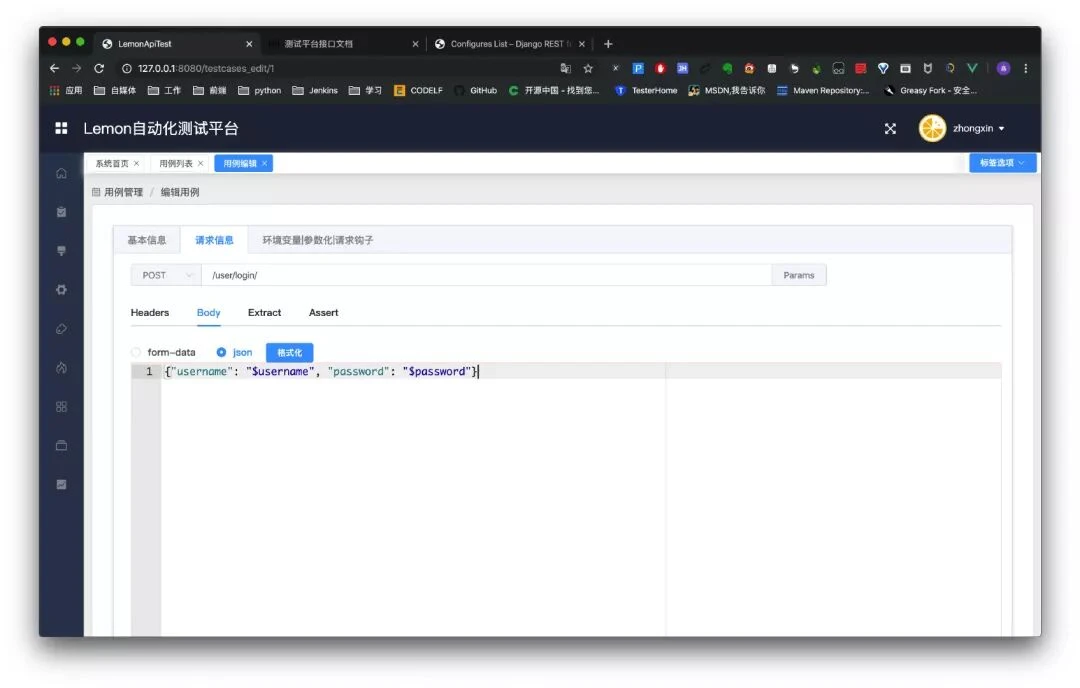 LemonApiTest
测试平台接口文档
Configures List – Django REST f
127.0.0.1:8080/testcases_edit/1
应用 自媒体 工作 前端 python Jenkins 学习 CODELF GitHub 开源中国 - 找到您... TesterHome MSDN,我告诉你 Maven Repository:... Greasy Fork - 安全...
Lemon自动化测试平台
zhongxin
系统首页 用例列表 用例编辑 标签选项
用例管理 / 编辑用例
基本信息 请求信息 环境变量|参数化|请求钩子
POST /user/login/ Params
Headers Body Extract Assert
form-data json 格式化
1 {"username": "$username", "password": "$password"}